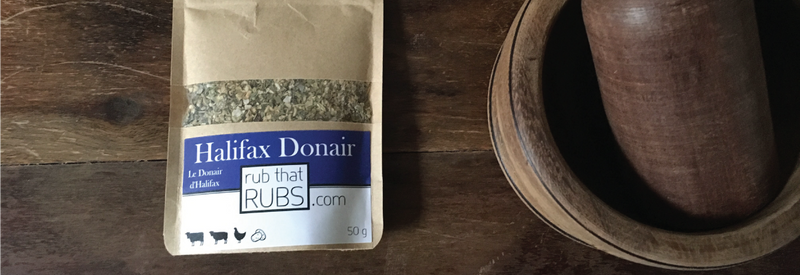 Halifax Donair
Le Donair
d'Halifax
rub that
RUBS.com
50 g